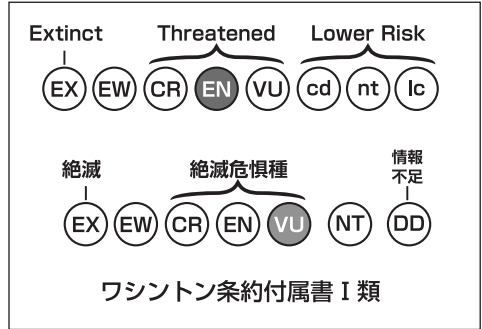 Extinct Threatened Lower Risk
EX EW CR EN VU cd nt lc
絶滅 絶滅危惧種 情報
不足
EX EW CR EN VU NT DD
ワシントン条約付属書 I 類